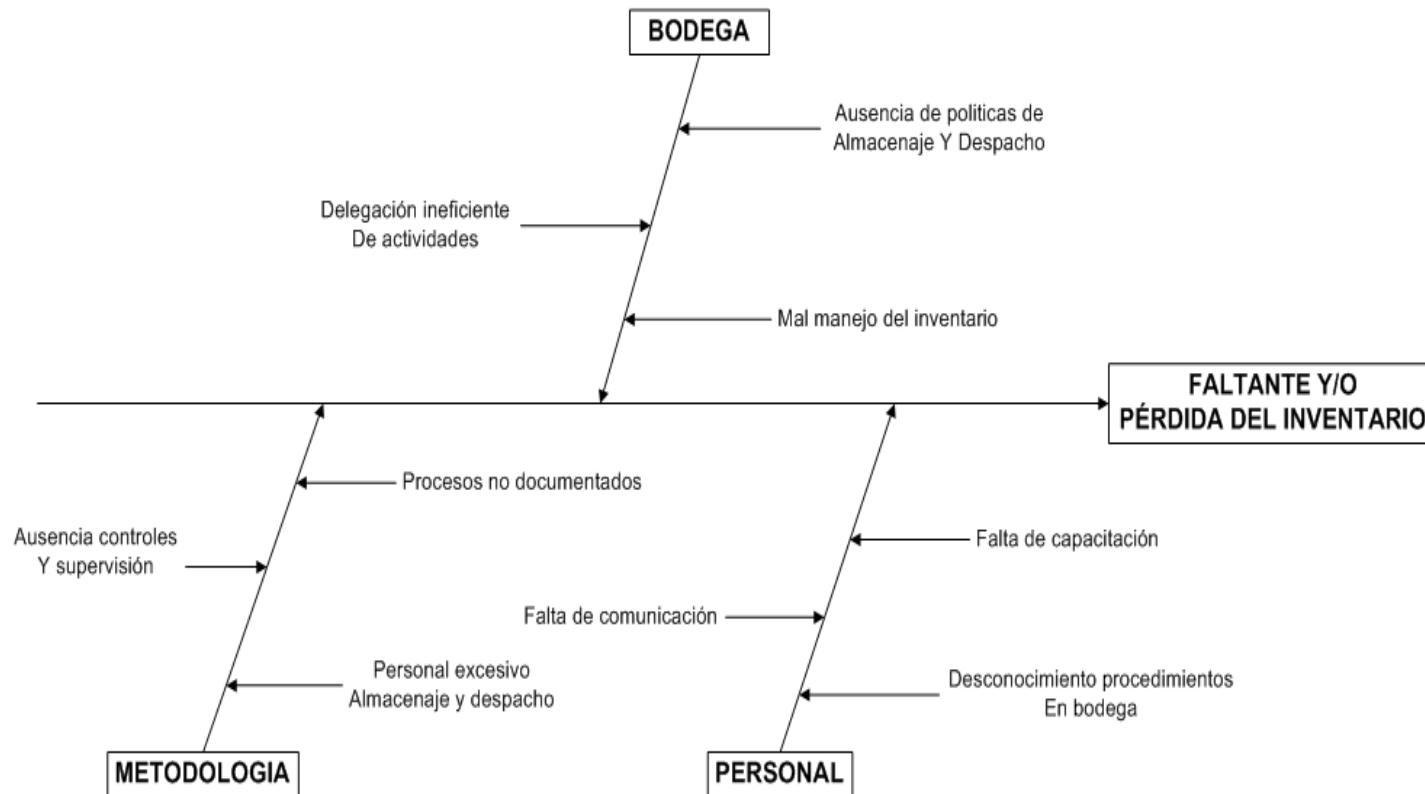 BODEGA
Ausencia de politicas de
Almacenaje Y Despacho
Delegación ineficiente
De actividades
Mal manejo del inventario
FALTANTE Y/O
PÉRDIDA DEL INVENTARIO
Procesos no documentados
Ausencia controles
Y supervisión
Personal excesivo
Almacenaje y despacho
METODOLOGIA
Falta de capacitación
Falta de comunicación
Desconocimiento procedimientos
En bodega
PERSONAL